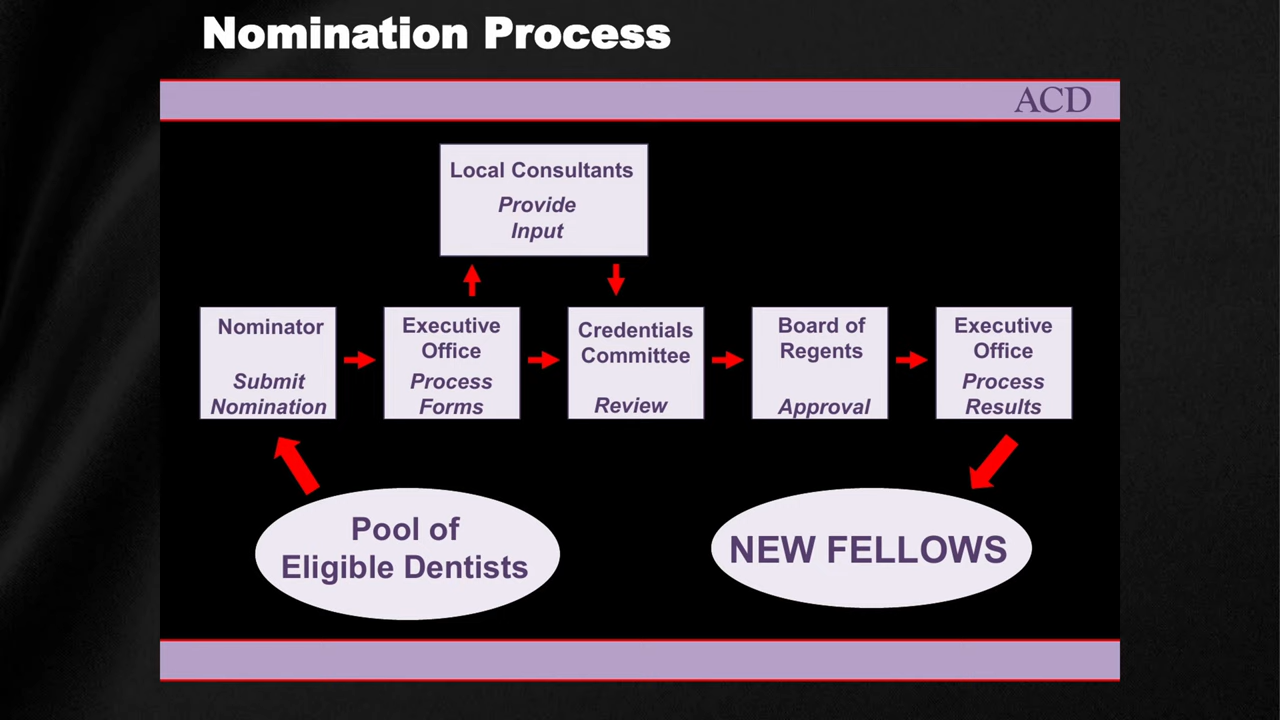 Nomination Process
ACD
Local Consultants
Provide
Input
Nominator
Submit
Nomination
Executive
Office
Process
Forms
Credentials
Committee
Review
Board of
Regents
Approval
Executive
Office
Process
Results
Pool of
Eligible Dentists
NEW FELLOWS